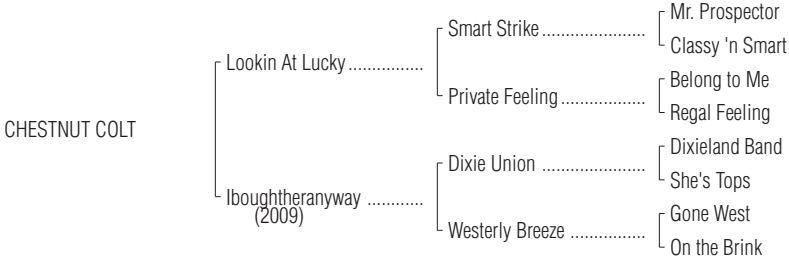 Mr. Prospector
Smart Strike ......................
Classy 'n Smart
Lookin At Lucky ................
Belong to Me
Private Feeling ..................
Regal Feeling
CHESTNUT COLT
Dixieland Band
Dixie Union ......................
She's Tops
Iboughtheranyway ............
(2009)
Gone West
Westerly Breeze ................
On the Brink